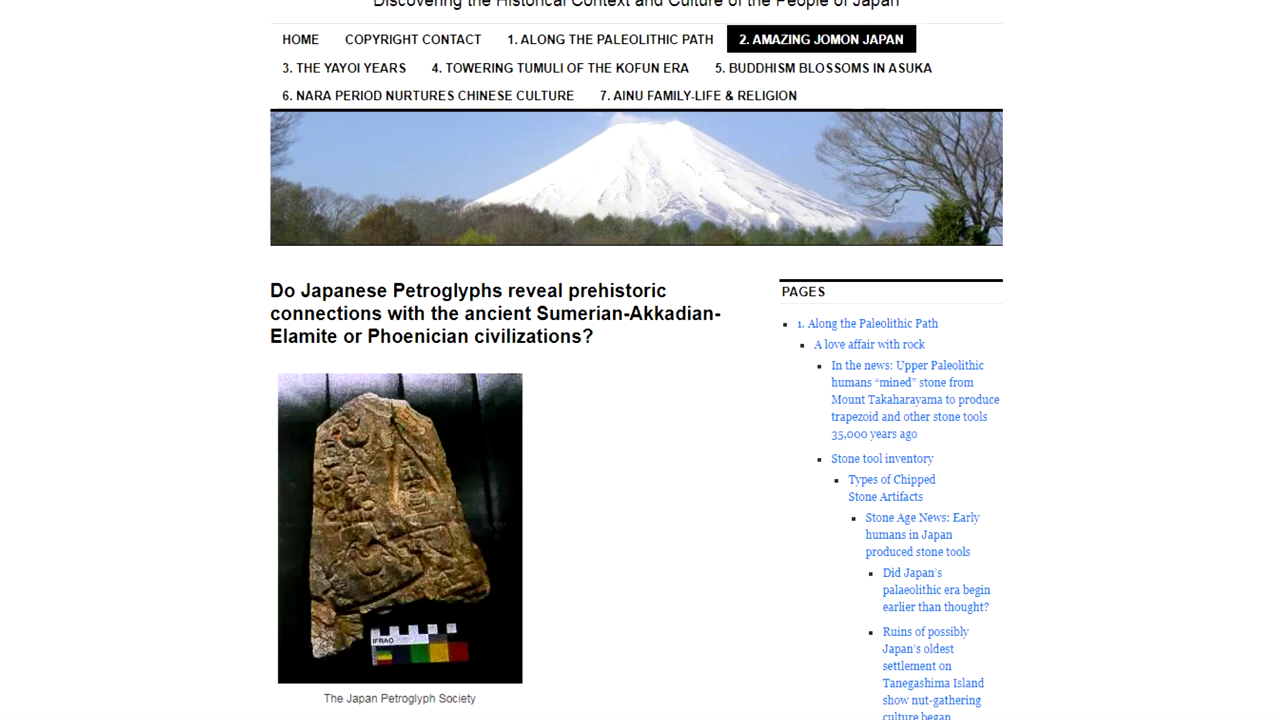 Discovering the Historical Context and Culture of the People of Japan
HOME COPYRIGHT CONTACT 1. ALONG THE PALEOLITHIC PATH 2. AMAZING JOMON JAPAN
3. THE YAYOI YEARS 4. TOWERING TUMULI OF THE KOFUN ERA 5. BUDDHISM BLOSSOMS IN ASUKA
6. NARA PERIOD NURTURES CHINESE CULTURE 7. AINU FAMILY-LIFE & RELIGION
Do Japanese Petroglyphs reveal prehistoric
connections with the ancient Sumerian-Akkadian-
Elamite or Phoenician civilizations?
IFRAO
The Japan Petroglyph Society
PAGES
1. Along the Paleolithic Path
A love affair with rock
In the news: Upper Paleolithic
humans “mined” stone from
Mount Takaharayama to produce
trapezoid and other stone tools
35,000 years ago
Stone tool inventory
Types of Chipped
Stone Artifacts
Stone Age News: Early
humans in Japan
produced stone tools
Did Japan’s
palaeolithic era begin
earlier than thought?
Ruins of possibly
Japan’s oldest
settlement on
Tanegashima Island
show nut-gathering
culture began